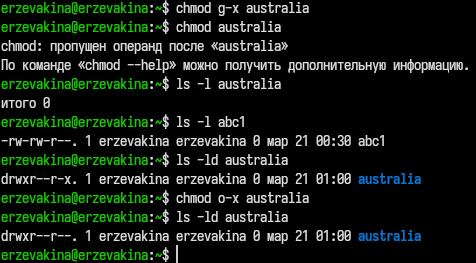 erzevakina@erzevakina:~$ chmod g-x australia
erzevakina@erzevakina:~$ chmod australia
chmod: пропущен операнд после «australia»
По команде «chmod --help» можно получить дополнительную информацию.
erzevakina@erzevakina:~$ ls -l australia
итого 0
erzevakina@erzevakina:~$ ls -l abc1
-rw-rw-r--. 1 erzevakina erzevakina 0 мар 21 00:30 abc1
erzevakina@erzevakina:~$ ls -ld australia
drwxr--r-x. 1 erzevakina erzevakina 0 мар 21 01:00 australia
erzevakina@erzevakina:~$ chmod o-x australia
erzevakina@erzevakina:~$ ls -ld australia
drwxr--r--. 1 erzevakina erzevakina 0 мар 21 01:00 australia
erzevakina@erzevakina:~$